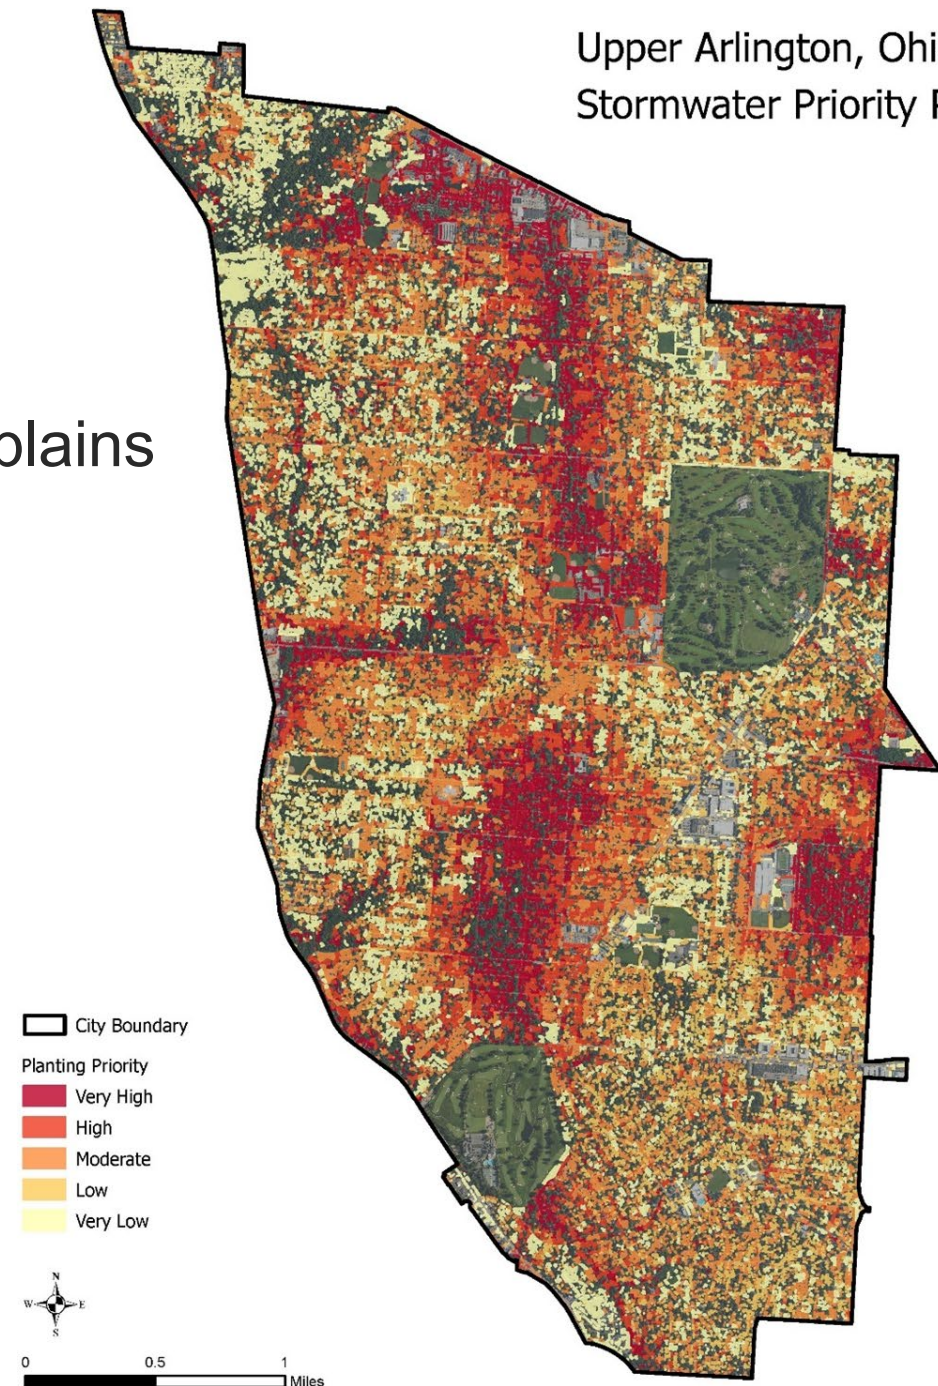 Upper Arlington, Ohi
Stormwater Priority P
plains
City Boundary
Planting Priority
Very High
High
Moderate
Low
Very Low
N
W E
S
0 0.5 1
Miles